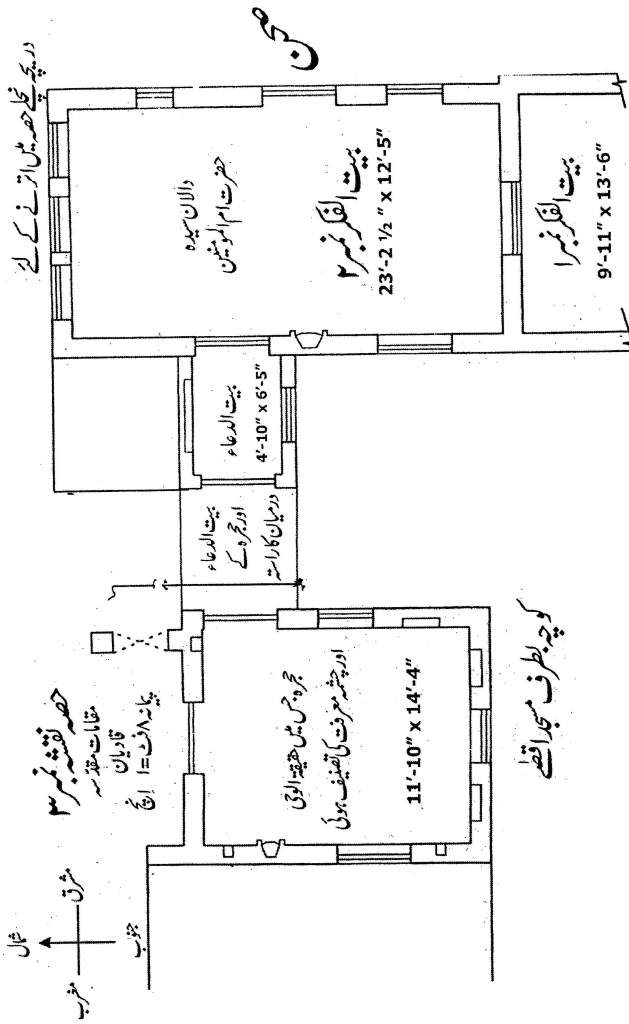 حصہ نقشہ نمبر ۳
مقامات مقدسہ
قادیان
پیمانہ ۸ فٹ = ۱ انچ
شمال
مشرق
جنوب
مغرب
دریچے نچلے حصہ میں اترنے کے لئے
صحن
دالان سیدہ
حضرت ام المومنین
بیت الفکر نمبر ۲
23'-2 ½ " x 12'-5"
بیت الفکر نمبر ۱
9'-11" x 13'-6"
بیت الدعاء
4'-10" x 6'-5"
بیت الدعاء
اور حجرہ کے
درمیان کا راستہ
حجرہ جس میں حقیقۃ الوحی
اور چشمہ معرفت کی تصنیف ہوئی
11'-10" x 14'-4"
کوچہ بطرف مسجد اقصےٰ